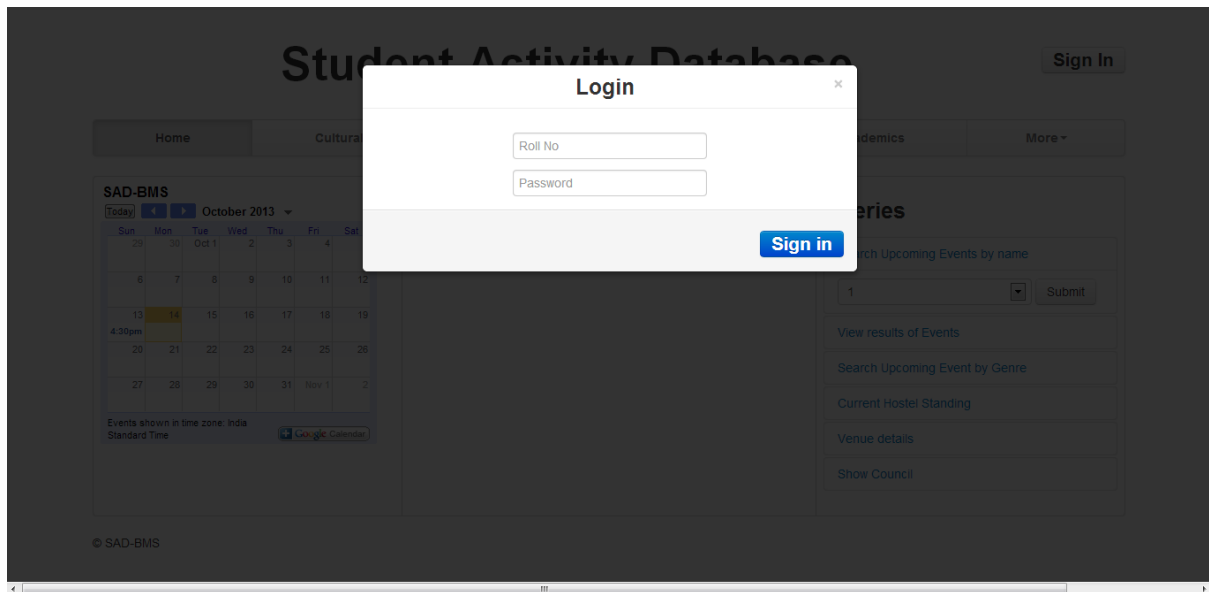 Student Activity Database
Sign In
Login
×
Home
Cultura
demics
More
Roll No
Password
Sign in
SAD-BMS
Today
October 2013
Sun Mon Tue Wed Thu Fri Sat
29 30 Oct 1 2 3 4
6 7 8 9 10 11 12
13 14 15 16 17 18 19
4:30pm
20 21 22 23 24 25 26
27 28 29 30 31 Nov 1 2
Events shown in time zone: India
Standard Time
Google Calendar
eries
rch Upcoming Events by name
1
Submit
View results of Events
Search Upcoming Event by Genre
Current Hostel Standing
Venue details
Show Council
© SAD-BMS